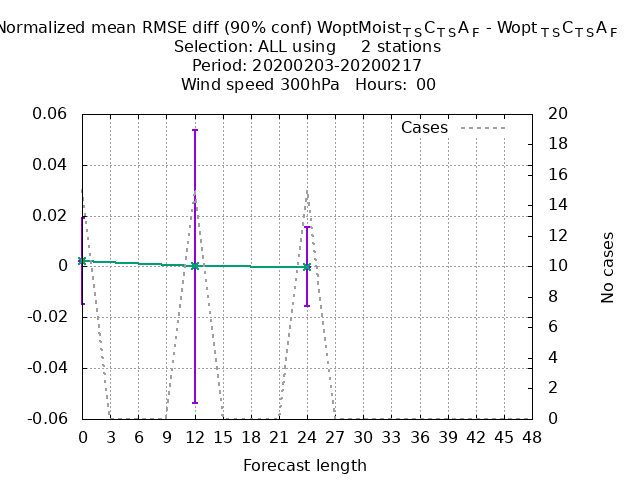 Normalized mean RMSE diff (90% conf) WoptMoist_TSC_TSA_F - Wopt_TSC_TSA_F
Selection: ALL using 2 stations
Period: 20200203-20200217
Wind speed 300hPa Hours: 00
Cases
0.06
0.04
0.02
0
-0.02
-0.04
-0.06
20
18
16
14
12
10
8
6
4
2
0
No cases
0 3 6 9 12 15 18 21 24 27 30 33 36 39 42 45 48
Forecast length